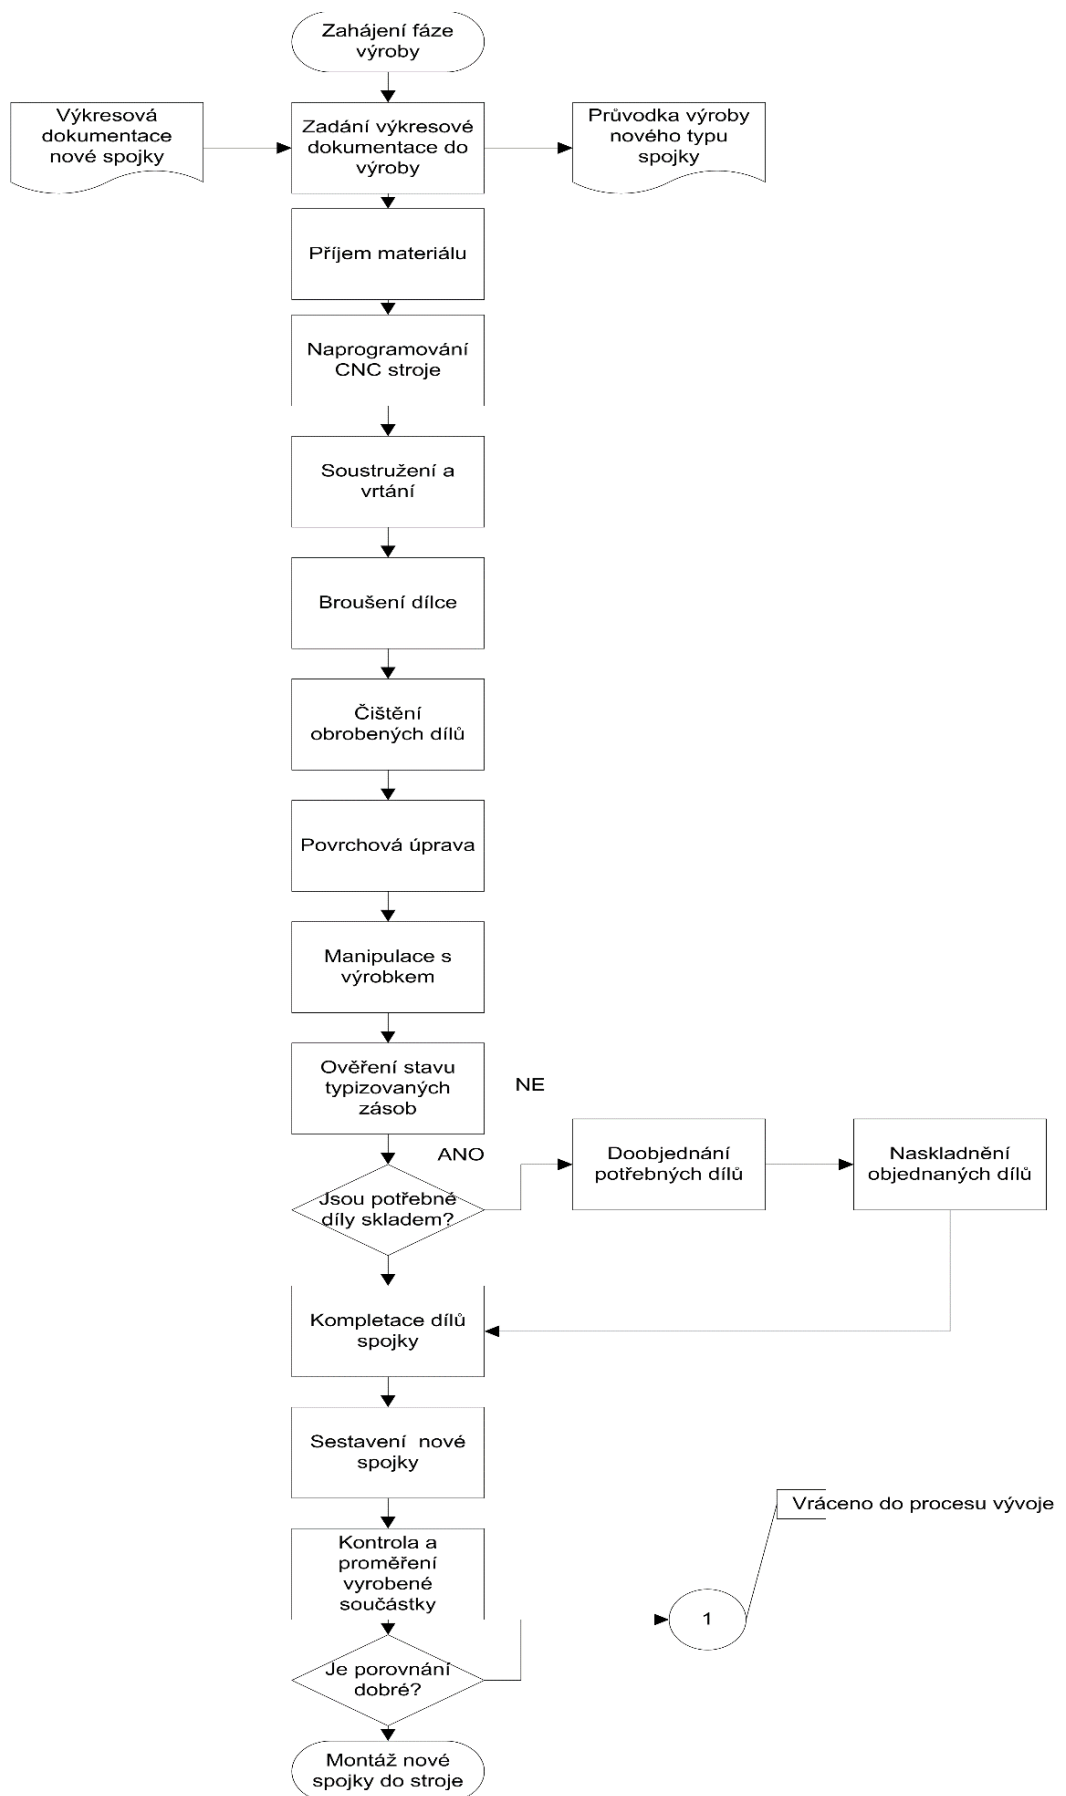 Zahájení fáze
výroby
Výkresová
dokumentace
nové spojky
Zadání výkresové
dokumentace do
výroby
Průvodka výroby
nového typu
spojky
Příjem materiálu
Naprogramování
CNC stroje
Soustružení a
vrtání
Broušení dílce
Čištění
obrobených dílů
Povrchová úprava
Manipulace s
výrobkem
Ověření stavu
typizovaných
zásob
NE
ANO
Jsou potřebné
díly skladem?
Doobjednání
potřebných dílů
Naskladnění
objednaných dílů
Kompletace dílů
spojky
Sestavení  nové
spojky
Kontrola a
proměření
vyrobené
součástky
Vráceno do procesu vývoje
1
Je porovnání
dobré?
Montáž nové
spojky do stroje